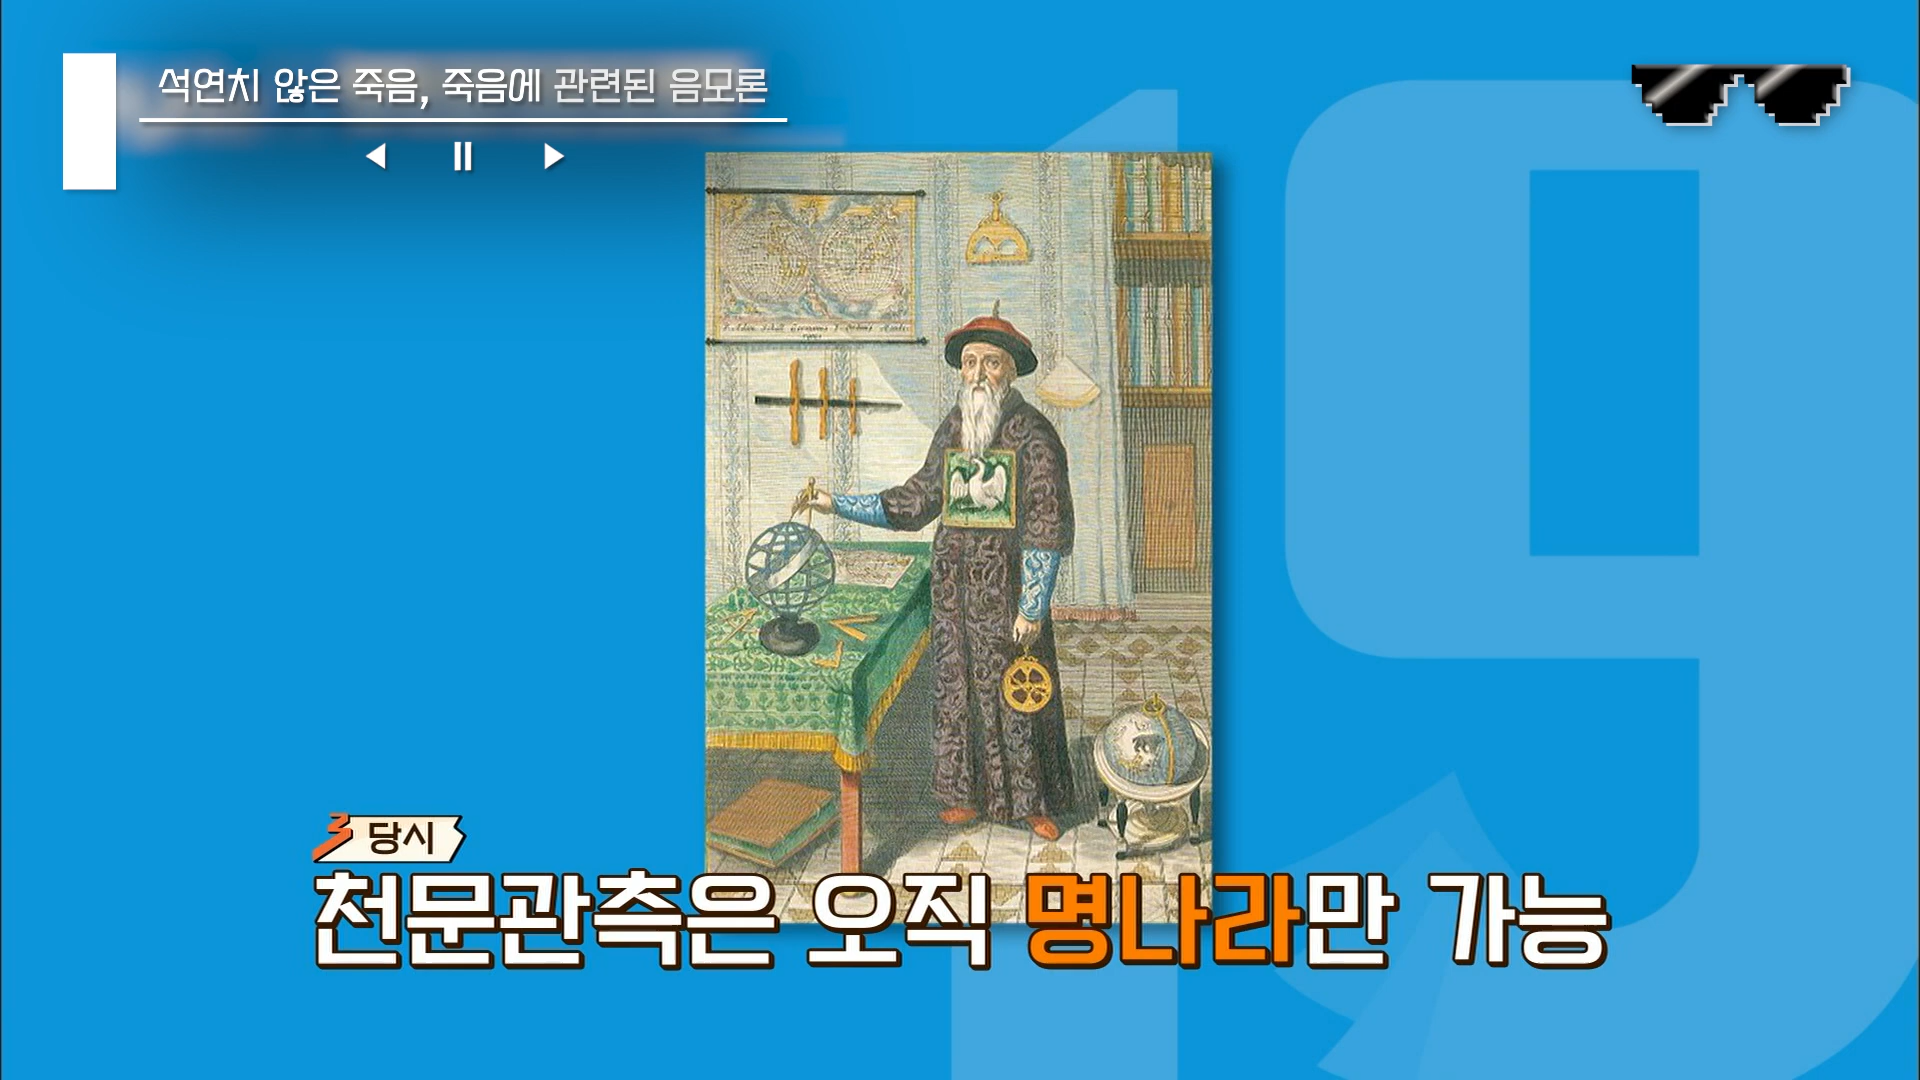 석연치 않은 죽음, 죽음에 관련된 음모론
당시
천문관측은 오직 명나라만 가능